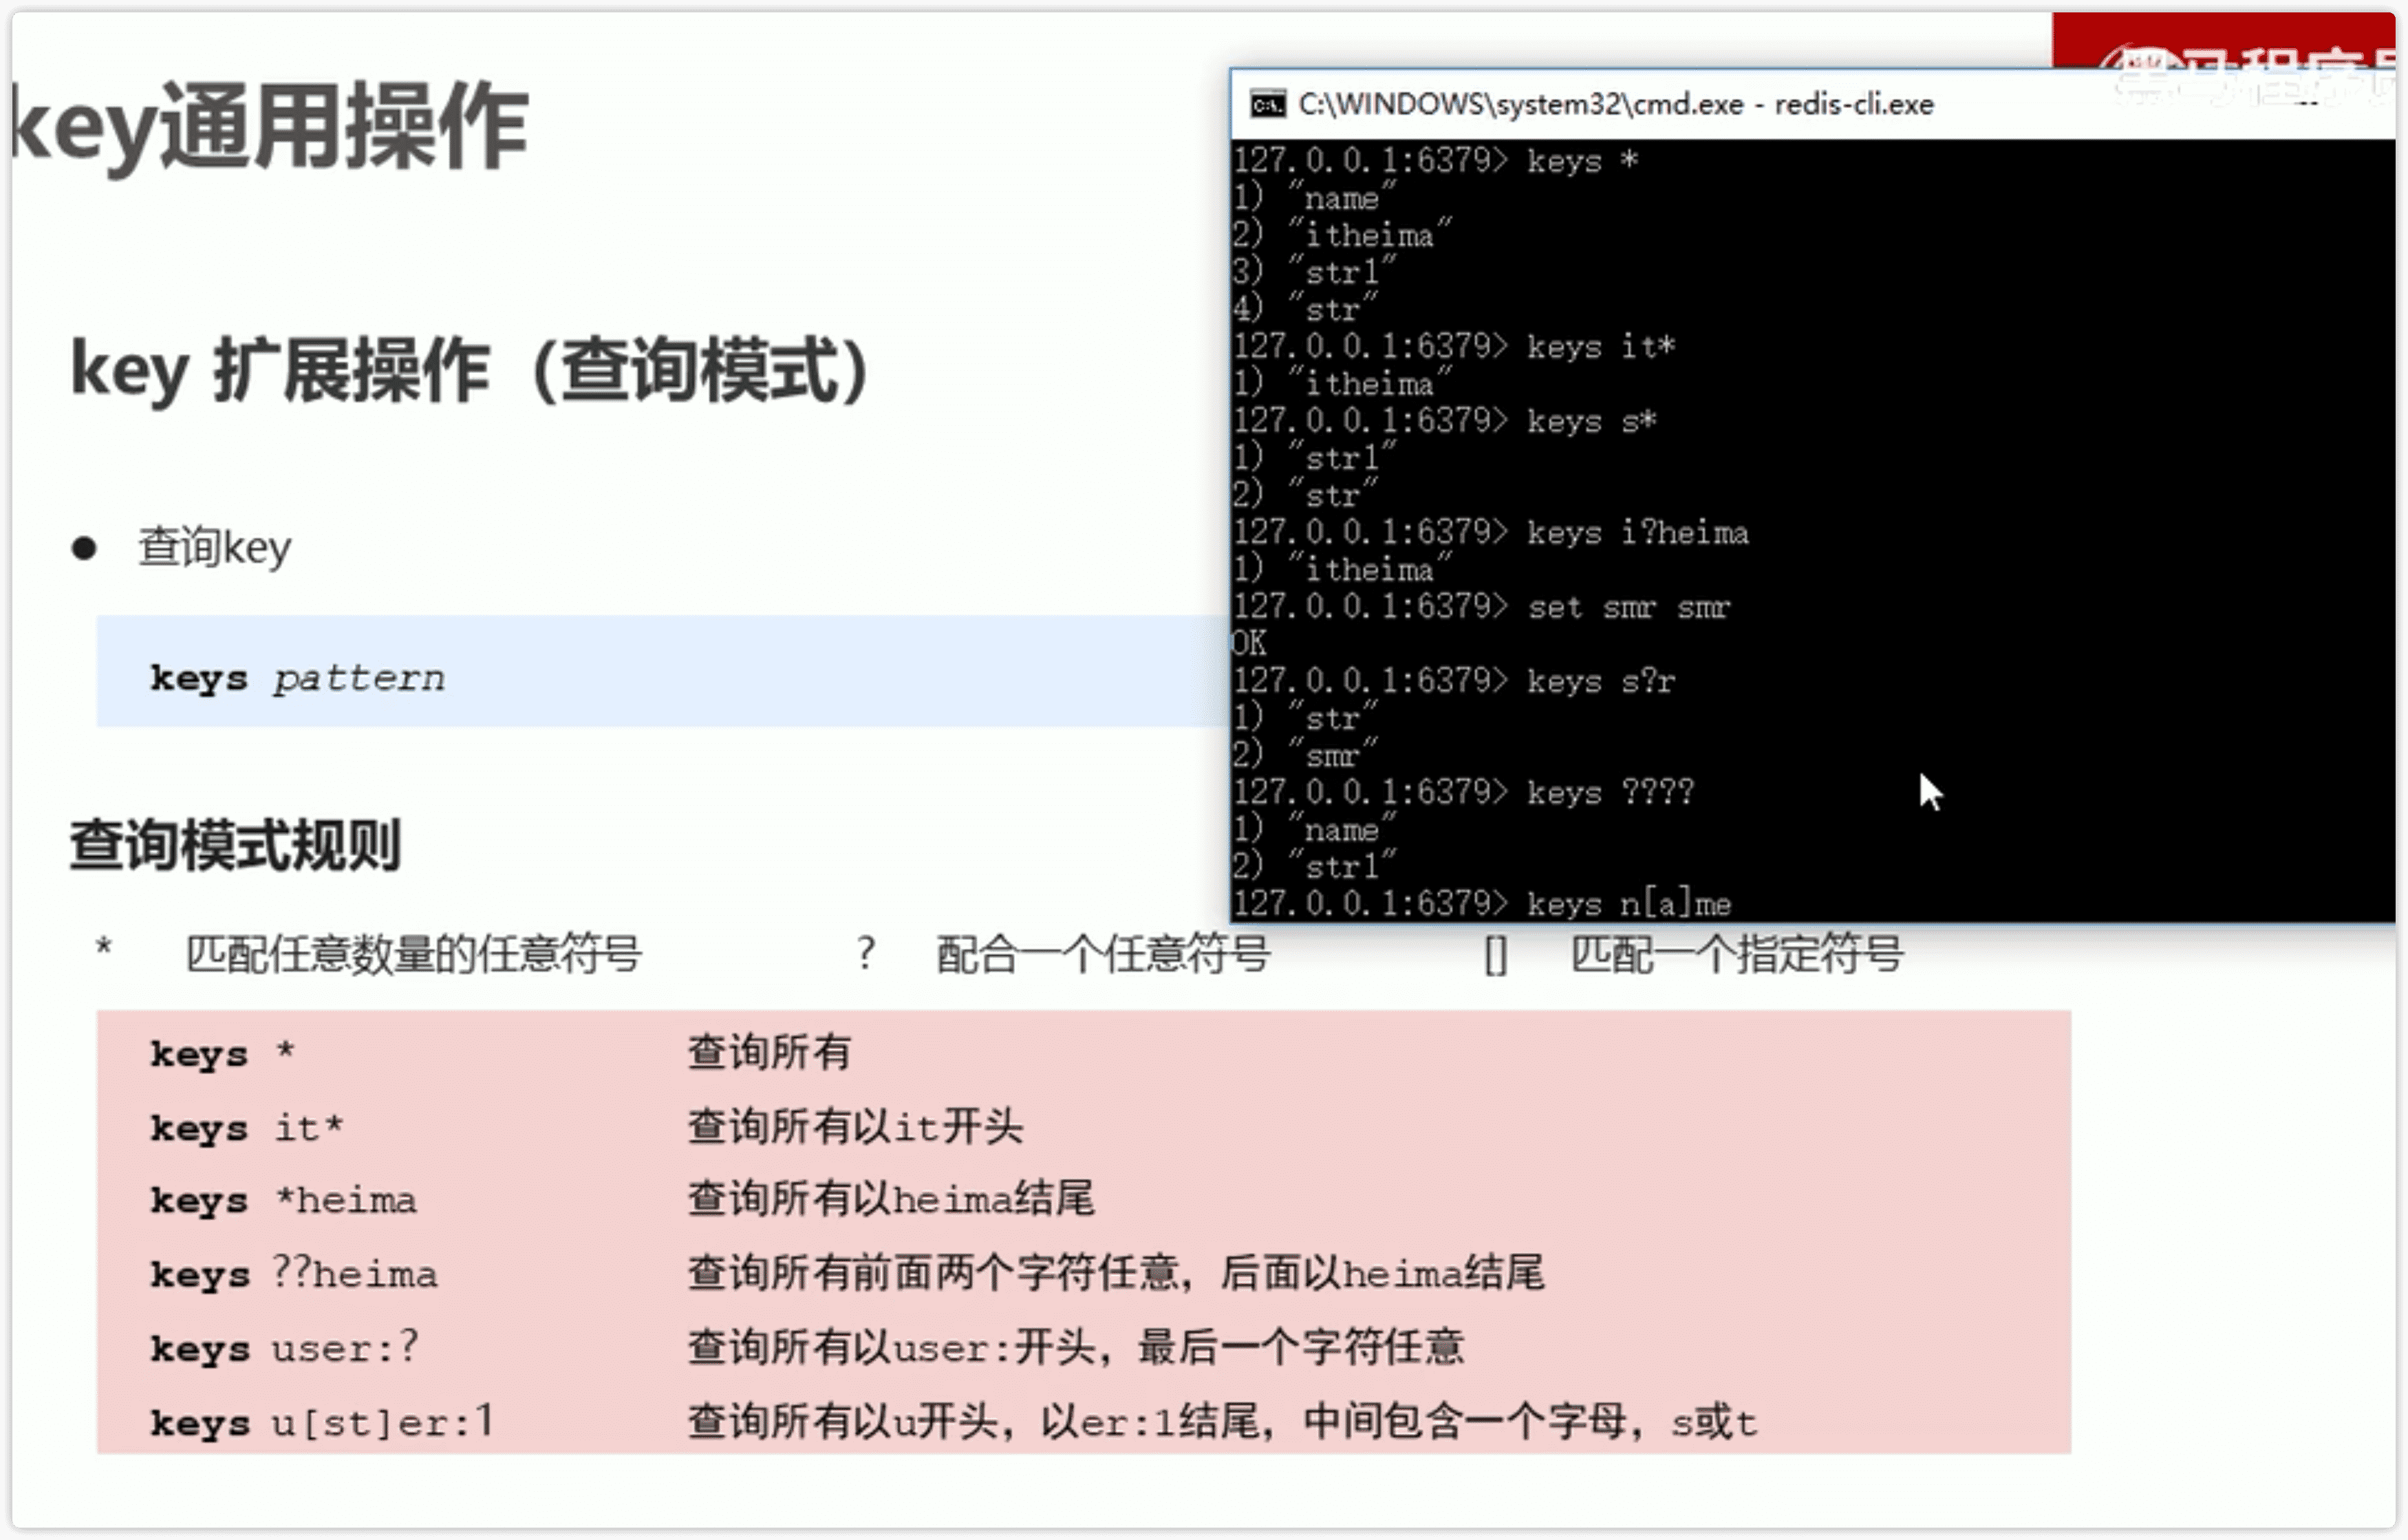 key通用操作
key 扩展操作（查询模式）
● 查询key
keys pattern
查询模式规则
* 匹配任意数量的任意符号 ? 配合一个任意符号 [] 匹配一个指定符号
keys * 查询所有
keys it* 查询所有以it开头
keys *heima 查询所有以heima结尾
keys ??heima 查询所有前面两个字符任意，后面以heima结尾
keys user:? 查询所有以user:开头，最后一个字符任意
keys u[st]er:1 查询所有以u开头，以er:1结尾，中间包含一个字母，s或t
黑马程序员
C:\WINDOWS\system32\cmd.exe - redis-cli.exe
127.0.0.1:6379> keys *
1) "name"
2) "itheima"
3) "str1"
4) "str"
127.0.0.1:6379> keys it*
1) "itheima"
127.0.0.1:6379> keys s*
1) "str1"
2) "str"
127.0.0.1:6379> keys i?heima
1) "itheima"
127.0.0.1:6379> set smr smr
OK
127.0.0.1:6379> keys s?r
1) "str"
2) "smr"
127.0.0.1:6379> keys ????
1) "name"
2) "str1"
127.0.0.1:6379> keys n[a]me